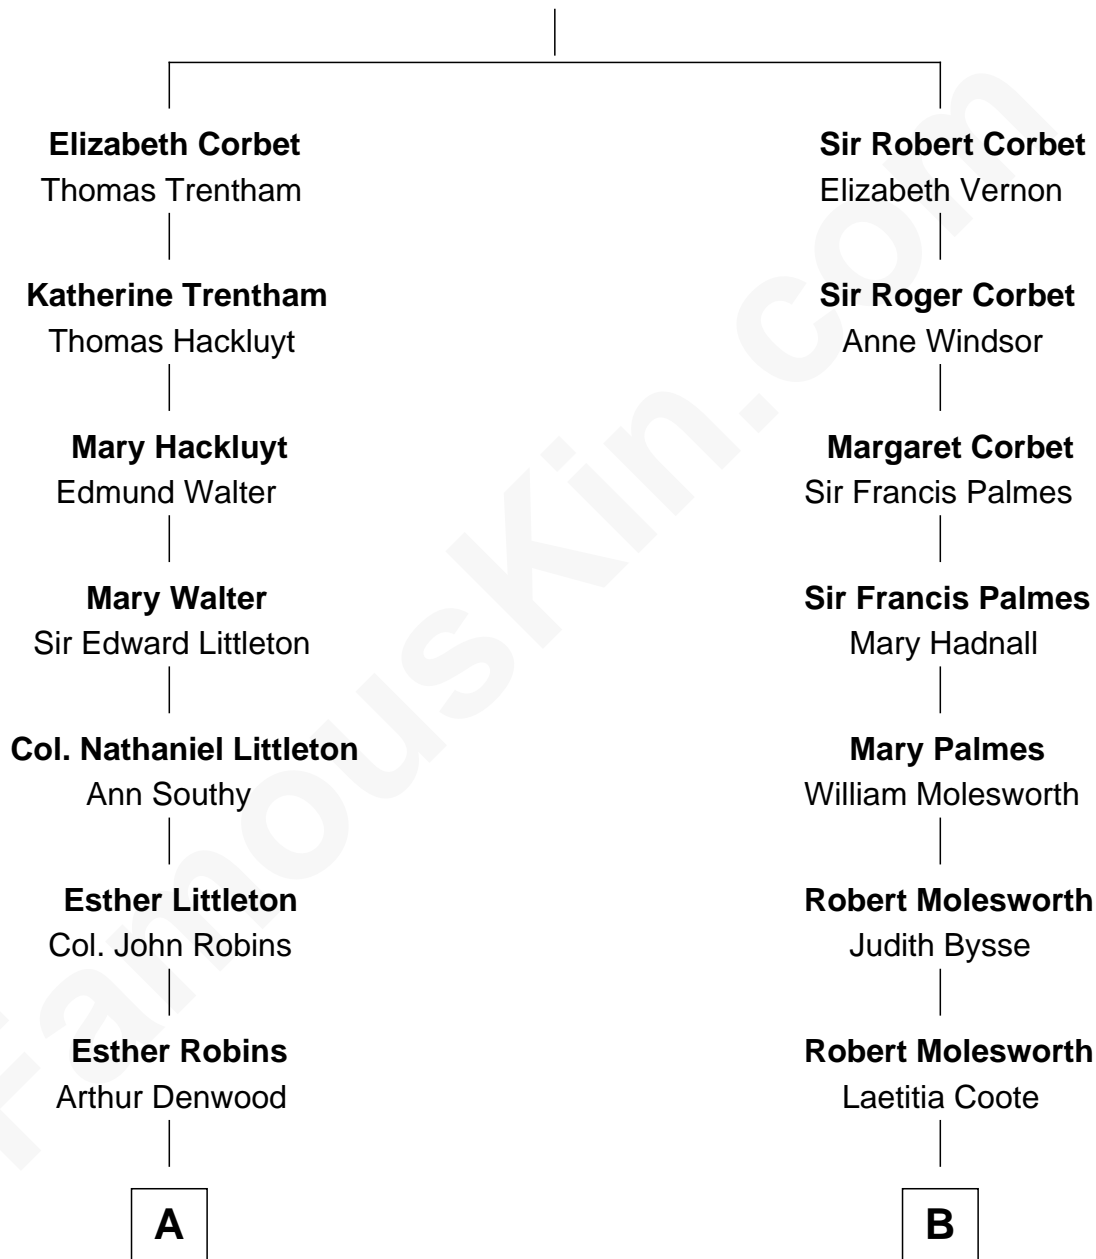 Elizabeth Corbet
Thomas Trentham
Katherine Trentham
Thomas Hackluyt
Mary Hackluyt
Edmund Walter
Mary Walter
Sir Edward Littleton
Col. Nathaniel Littleton
Ann Southy
Esther Littleton
Col. John Robins
Esther Robins
Arthur Denwood
A
Sir Robert Corbet
Elizabeth Vernon
Sir Roger Corbet
Anne Windsor
Margaret Corbet
Sir Francis Palmes
Sir Francis Palmes
Mary Hadnall
Mary Palmes
William Molesworth
Robert Molesworth
Judith Bysse
Robert Molesworth
Laetitia Coote
B
FamousKin.com